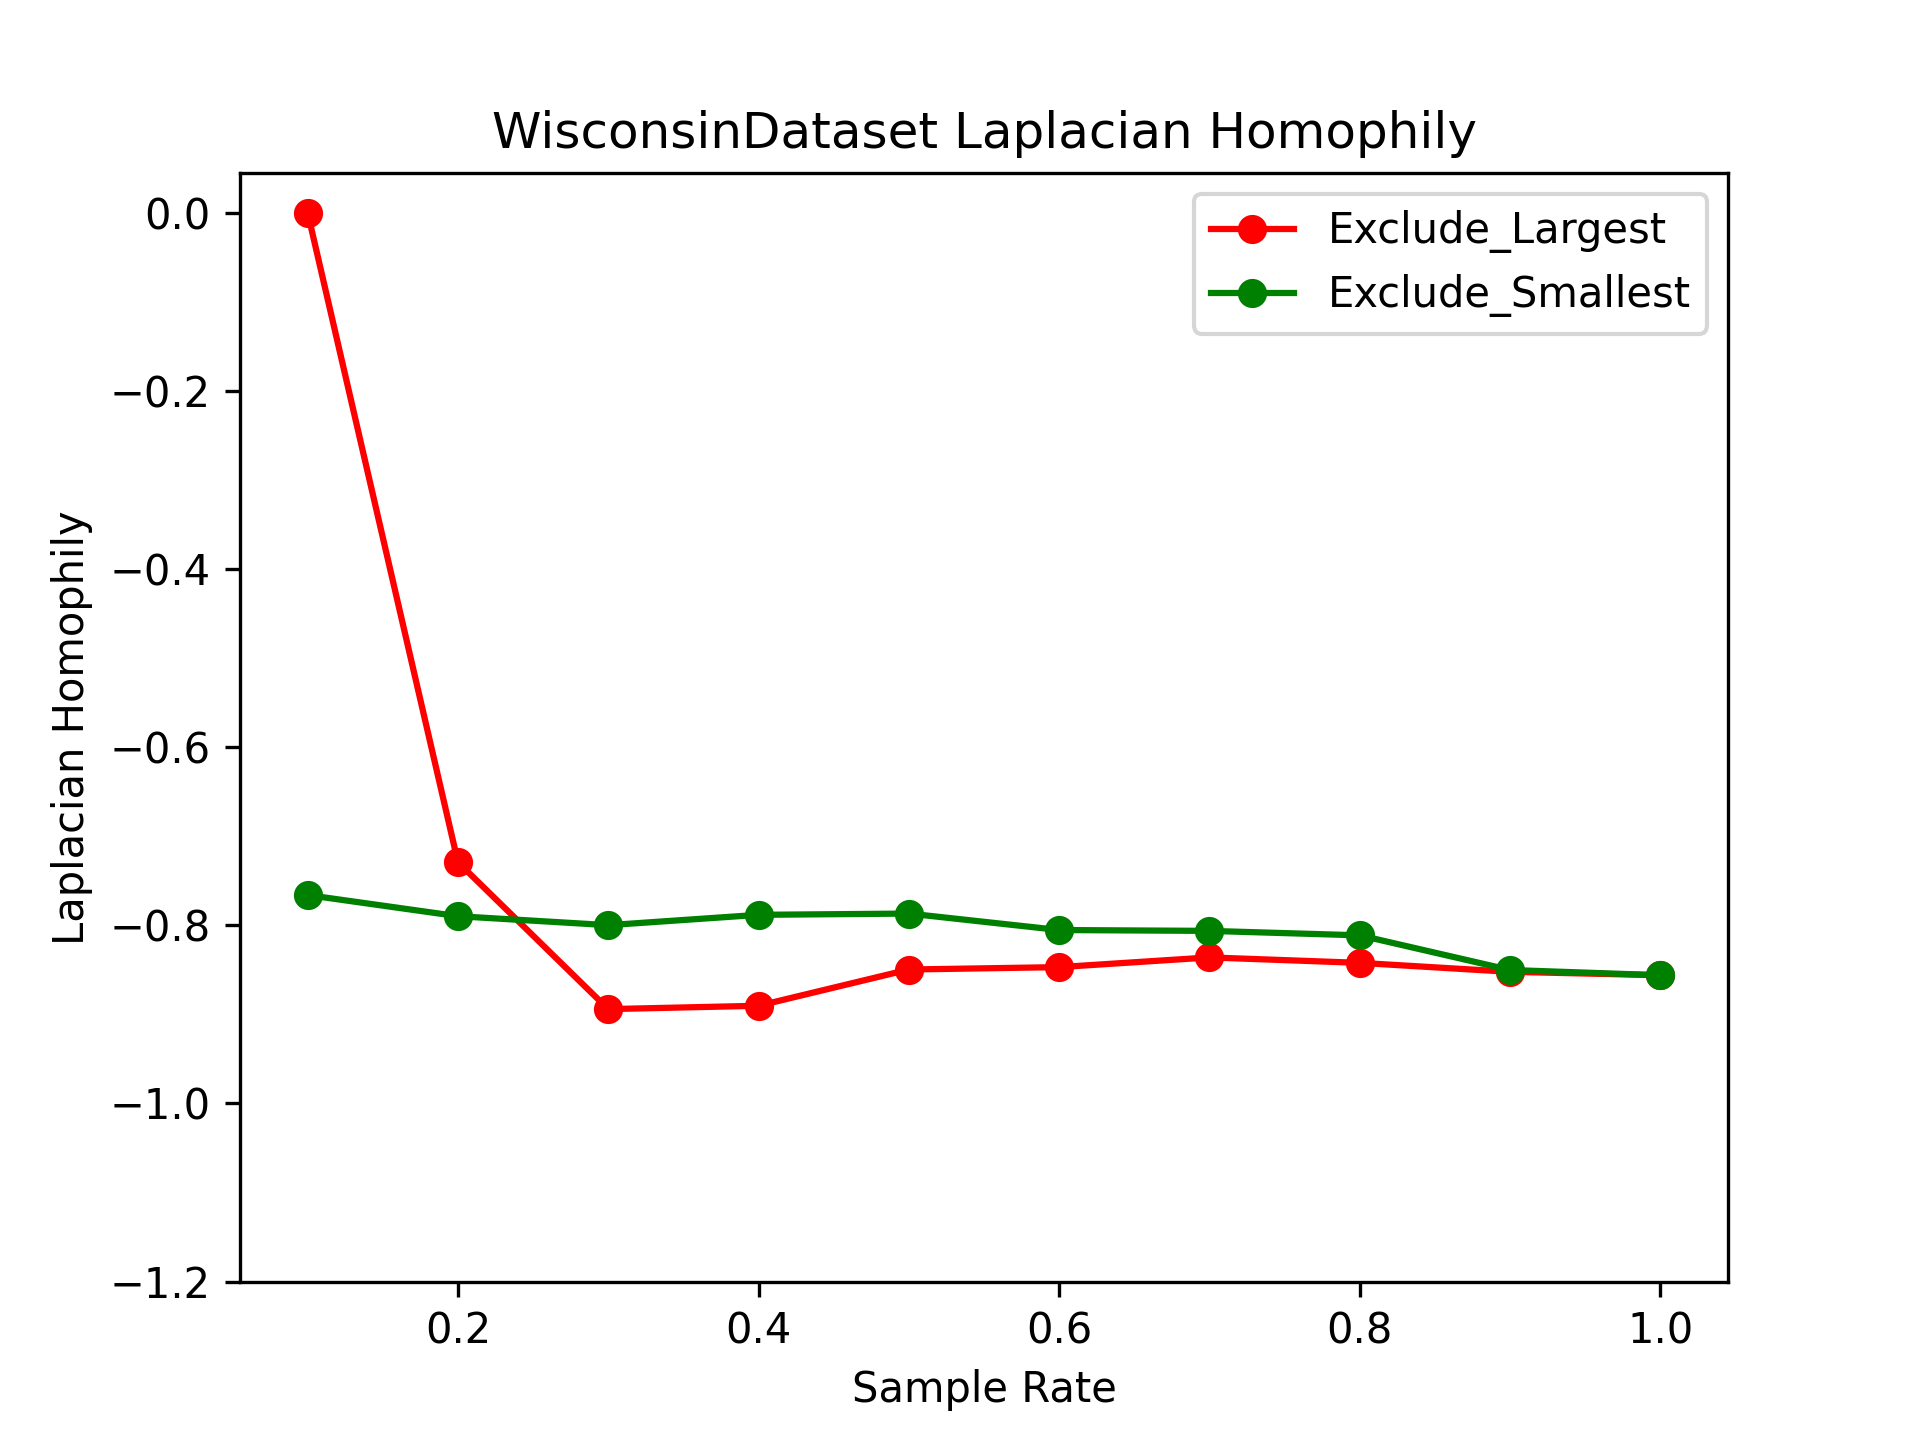 WisconsinDataset Laplacian Homophily
Exclude_Largest
Exclude_Smallest
Laplacian Homophily
0.0
−0.2
−0.4
−0.6
−0.8
−1.0
−1.2
0.2 0.4 0.6 0.8 1.0
Sample Rate